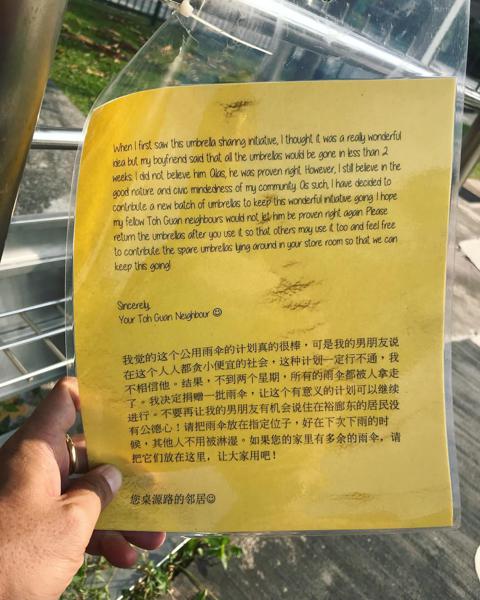 When I first saw this umbrella sharing initiative, I thought it was a really wonderful
idea but my boyfriend said that all the umbrellas would be gone in less than 2
weeks. I did not believe him. Alas, he was proven right. However, I still believe in the
good nature and civic mindedness of my community. As such, I have decided to
contribute a new batch of umbrellas to keep this wonderful initiative going. I hope
my fellow Toh Guan neighbours would not let him be proven right again. Please
return the umbrellas after you use it so that others may use it too and feel free
to contribute the spare umbrellas lying around in your store room so that we can
keep this going!
Sincerely,
Your Toh Guan Neighbour ☺
我觉的这个公用雨伞的计划真的很棒，可是我的男朋友说
在这个人人都贪小便宜的社会，这种计划一定行不通，我
不相信他。结果，不到两个星期，所有的雨伞都被人拿走
了。我决定捐赠一批雨伞，让这个有意义的计划可以继续
进行。不要再让我的男朋友有机会说住在裕廊东的居民没
有公德心！请把雨伞放在指定位子，好在下次下雨的时
候，其他人不用被淋湿。如果您的家里有多余的雨伞，请
把它们放在这里，让大家用吧！
您桌源路的邻居☺